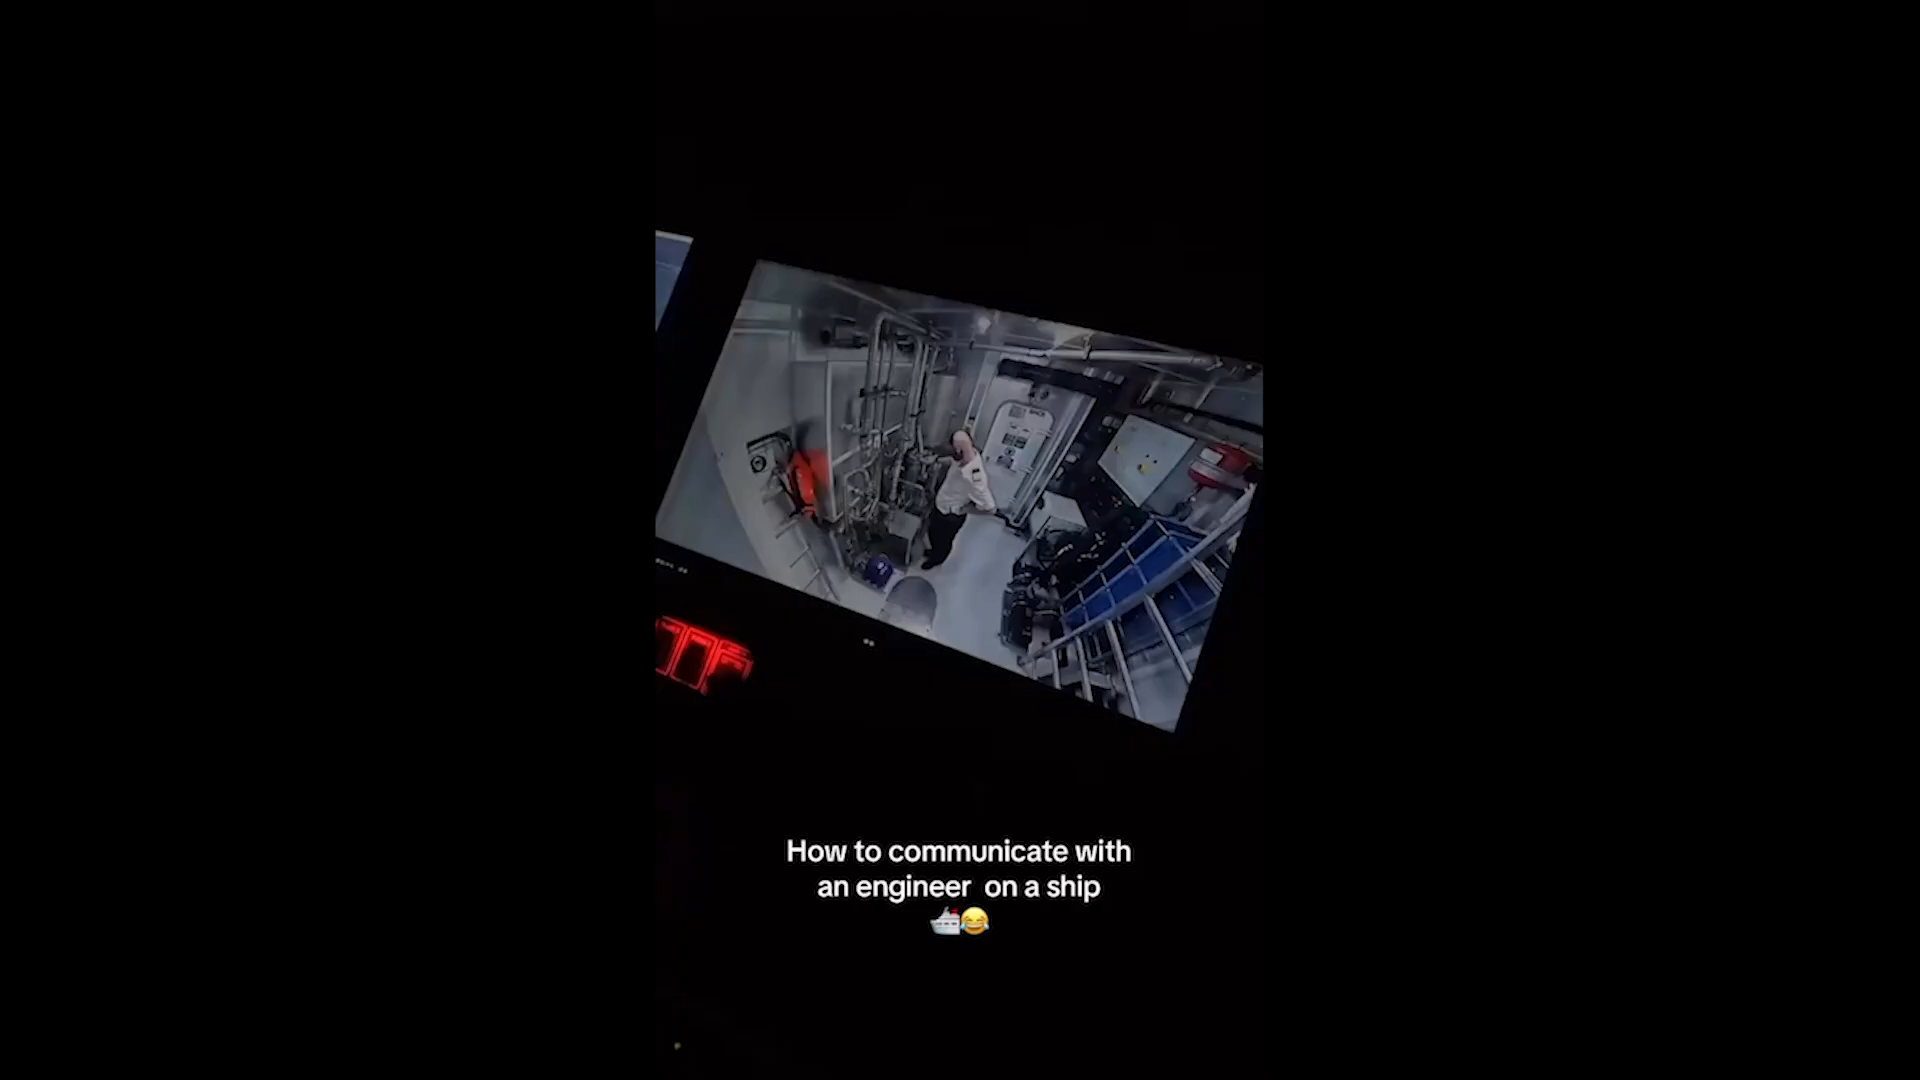 How to communicate with
an engineer on a ship
🛳️😂